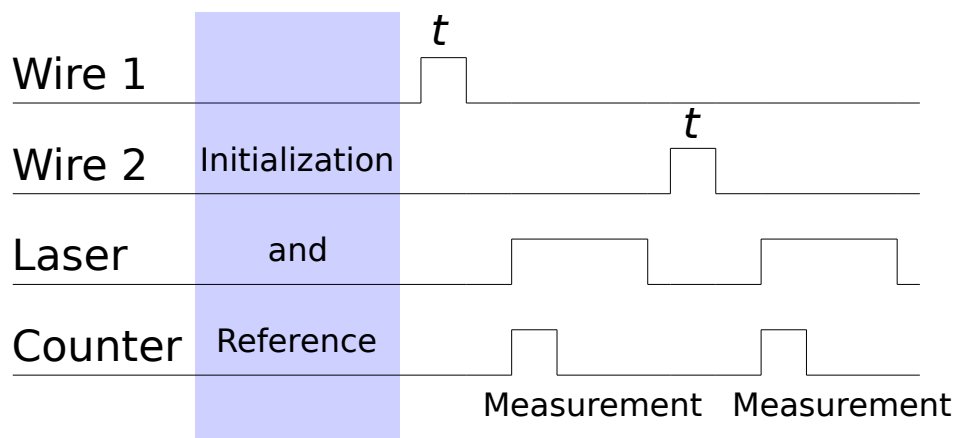 t
Wire 1
t
Wire 2
Initialization
Laser
and
Counter
Reference
Measurement
Measurement